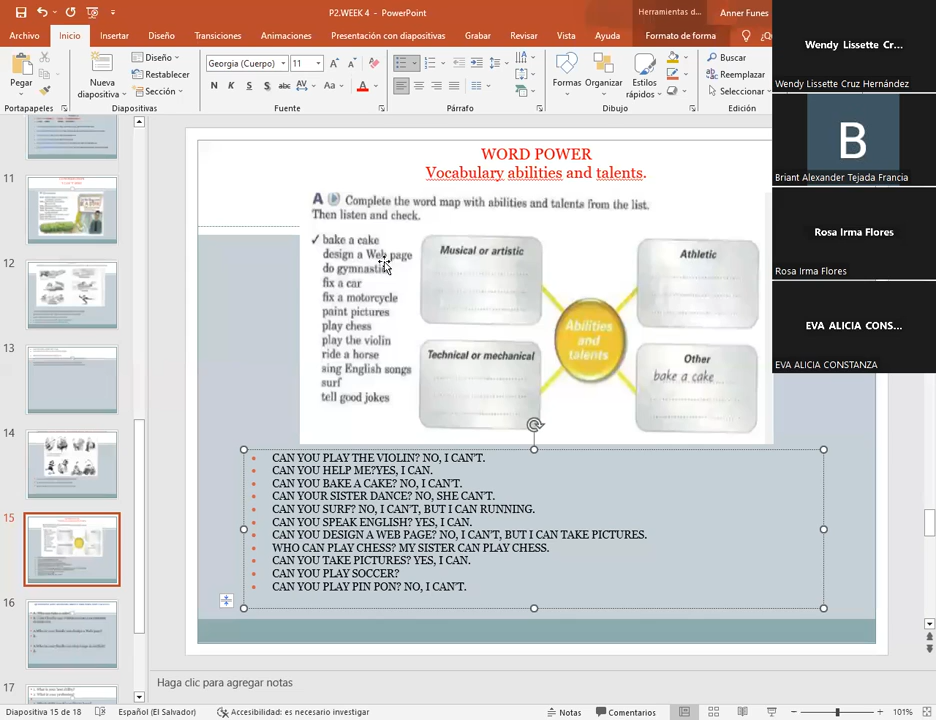 P2.WEEK 4 - PowerPoint
Herramientas d...
Anner Funes
Archivo Inicio Insertar Diseño Transiciones Animaciones Presentación con diapositivas Grabar Revisar Vista Ayuda Formato de forma
Pegar
Nueva diapositiva
Diseño
Restablecer
Sección
Georgia (Cuerpo) 11
N K S S abc AV Aa A
Formas Organizar Estilos rápidos
Buscar
Reemplazar
Seleccionar
Portapapeles Diapositivas Fuente Párrafo Dibujo Edición
Wendy Lissette Cr...
Wendy Lissette Cruz Hernández
B
Briant Alexander Tejada Francia
Rosa Irma Flores
Rosa Irma Flores
EVA ALICIA CONS...
EVA ALICIA CONSTANZA
11
12
13
14
15
16
17
WORD POWER
Vocabulary abilities and talents.
A Complete the word map with abilities and talents from the list.
Then listen and check.
✓ bake a cake
design a Web page
do gymnastics
fix a car
fix a motorcycle
paint pictures
play chess
play the violin
ride a horse
sing English songs
surf
tell good jokes
Musical or artistic
Athletic
Abilities and talents
Technical or mechanical
Other
bake a cake
• CAN YOU PLAY THE VIOLIN? NO, I CAN'T.
• CAN YOU HELP ME?YES, I CAN.
• CAN YOU BAKE A CAKE? NO, I CAN'T.
• CAN YOUR SISTER DANCE? NO, SHE CAN'T.
• CAN YOU SURF? NO, I CAN'T, BUT I CAN RUNNING.
• CAN YOU SPEAK ENGLISH? YES, I CAN.
• CAN YOU DESIGN A WEB PAGE? NO, I CAN'T, BUT I CAN TAKE PICTURES.
• WHO CAN PLAY CHESS? MY SISTER CAN PLAY CHESS.
• CAN YOU TAKE PICTURES? YES, I CAN.
• CAN YOU PLAY SOCCER?
• CAN YOU PLAY PIN PON? NO, I CAN'T.
Haga clic para agregar notas
Diapositiva 15 de 18 Español (El Salvador) Accesibilidad: es necesario investigar Notas Comentarios 101%